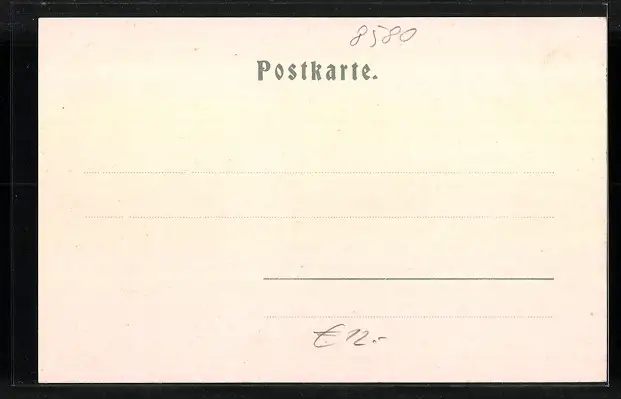 8580
Postkarte.
€ 12.-